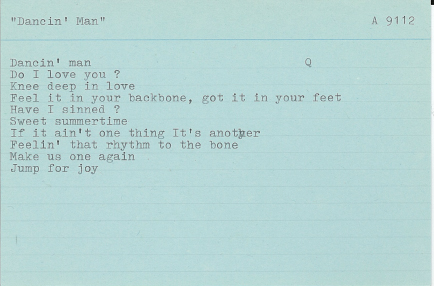 "Dancin' Man" A 9112
Dancin' man Q
Do I love you ?
Knee deep in love
Feel it in your backbone, got it in your feet
Have I sinned ?
Sweet summertime
If it ain't one thing It's another
Feelin' that rhythm to the bone
Make us one again
Jump for joy